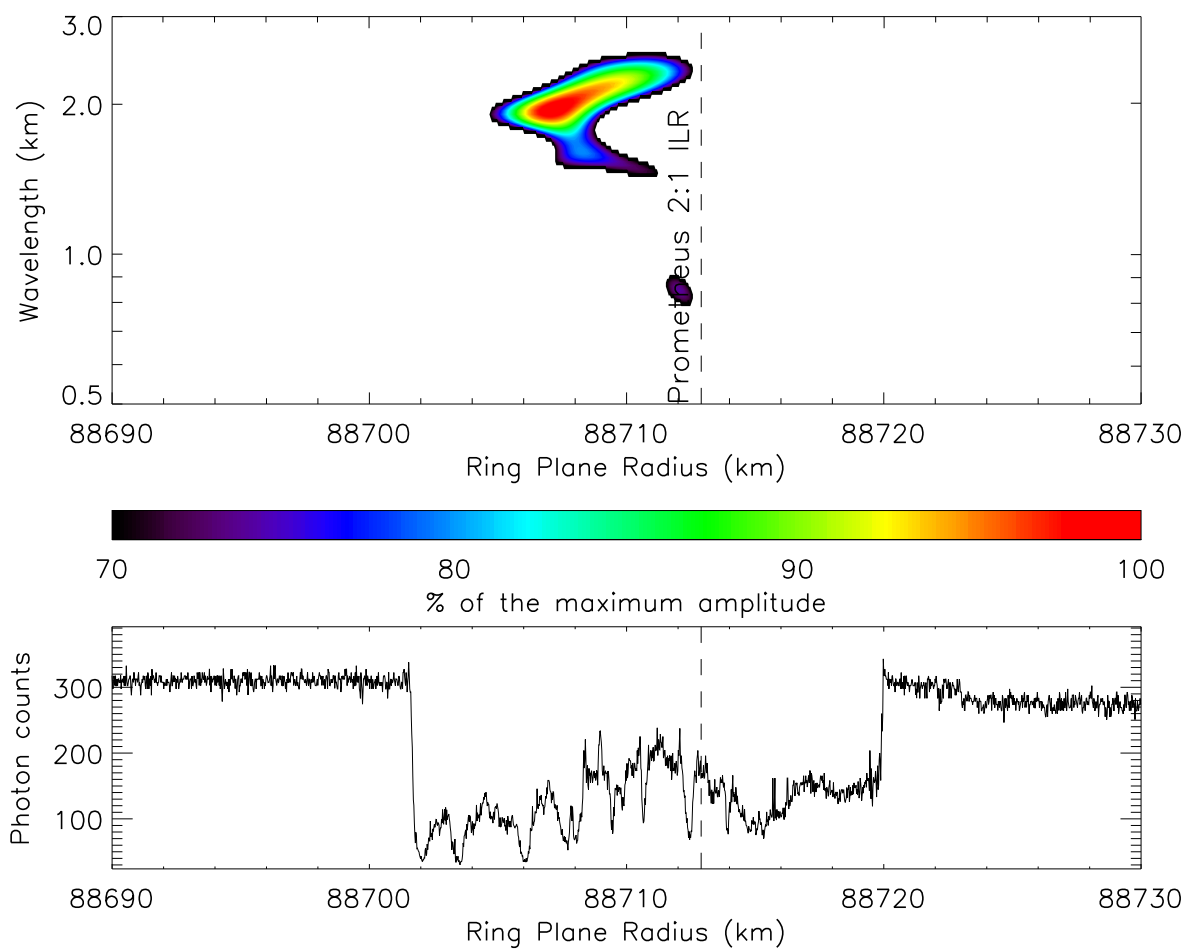 3.0
2.0
1.0
0.5
Wavelength (km)
Prometheus 2:1 ILR
88690 88700 88710 88720 88730
Ring Plane Radius (km)
70 80 90 100
% of the maximum amplitude
300
200
100
Photon counts
88690 88700 88710 88720 88730
Ring Plane Radius (km)